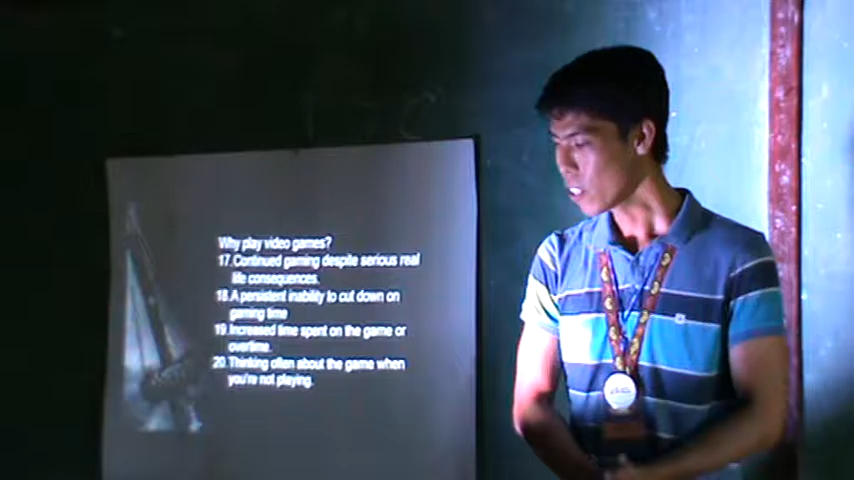 Why play video games?
17. Continued gaming despite serious real
life consequences.
18. A persistent inability to cut down on
gaming time
19. Increased time spent on the game or
overtime.
20. Thinking often about the game when
you're not playing.